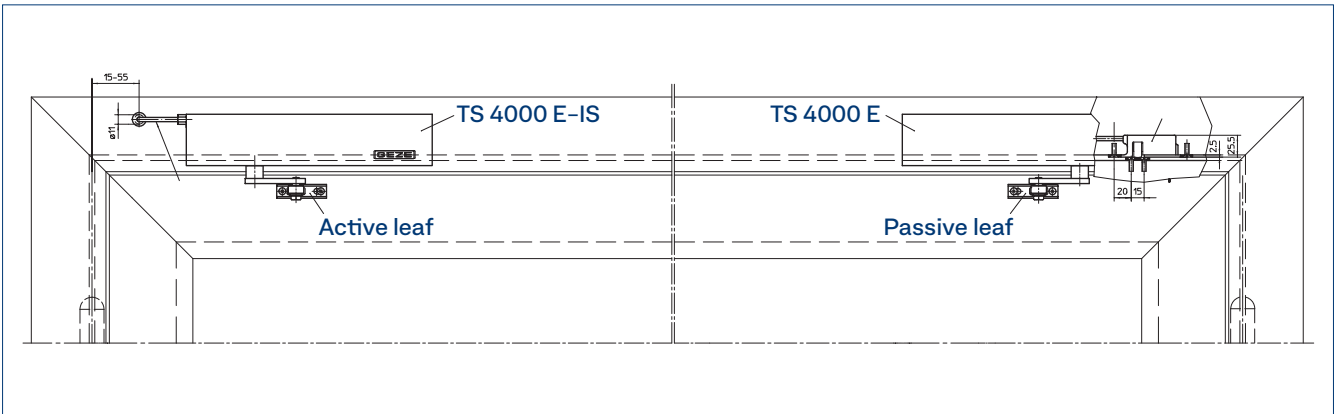 15-55
ø11
TS 4000 E-IS
TS 4000 E
GEZE
2,5
25,5
20
15
Active leaf
Passive leaf